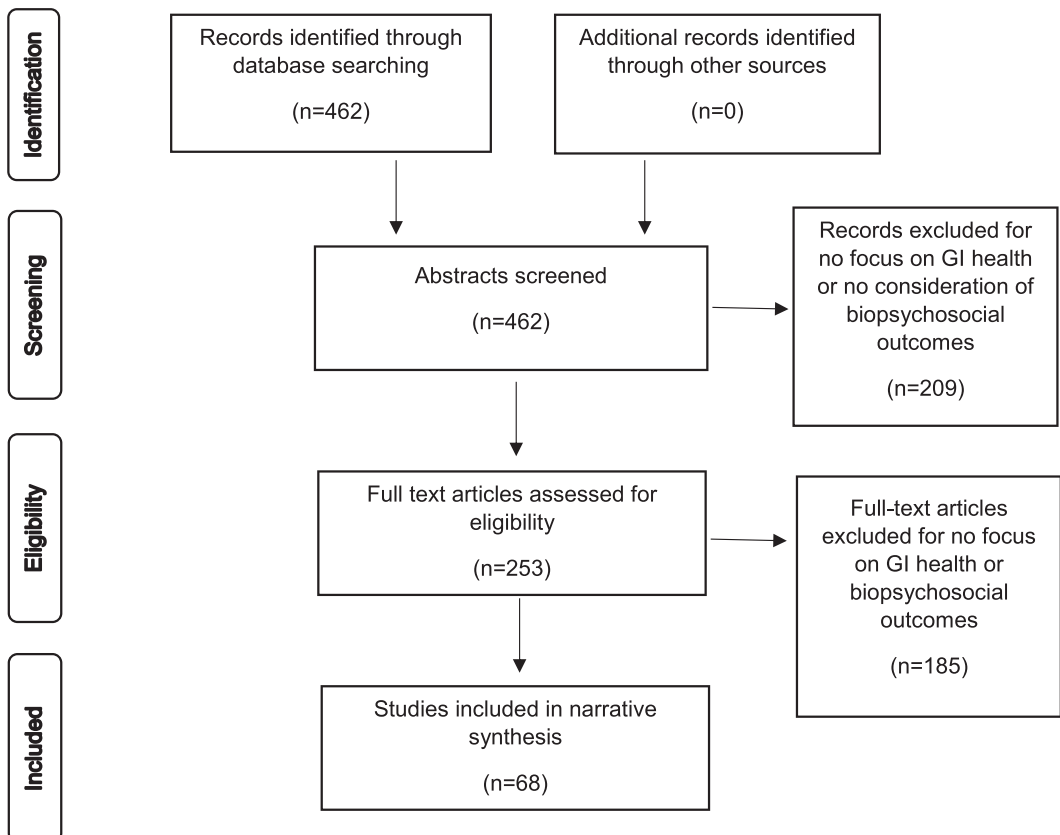 Identification
Records identified through
database searching
(n=462)
Additional records identified
through other sources
(n=0)
Screening
Abstracts screened
(n=462)
Records excluded for
no focus on GI health
or no consideration of
biopsychosocial
outcomes
(n=209)
Eligibility
Full text articles assessed for
eligibility
(n=253)
Full-text articles
excluded for no focus
on GI health or
biopsychosocial
outcomes
(n=185)
Included
Studies included in narrative
synthesis
(n=68)